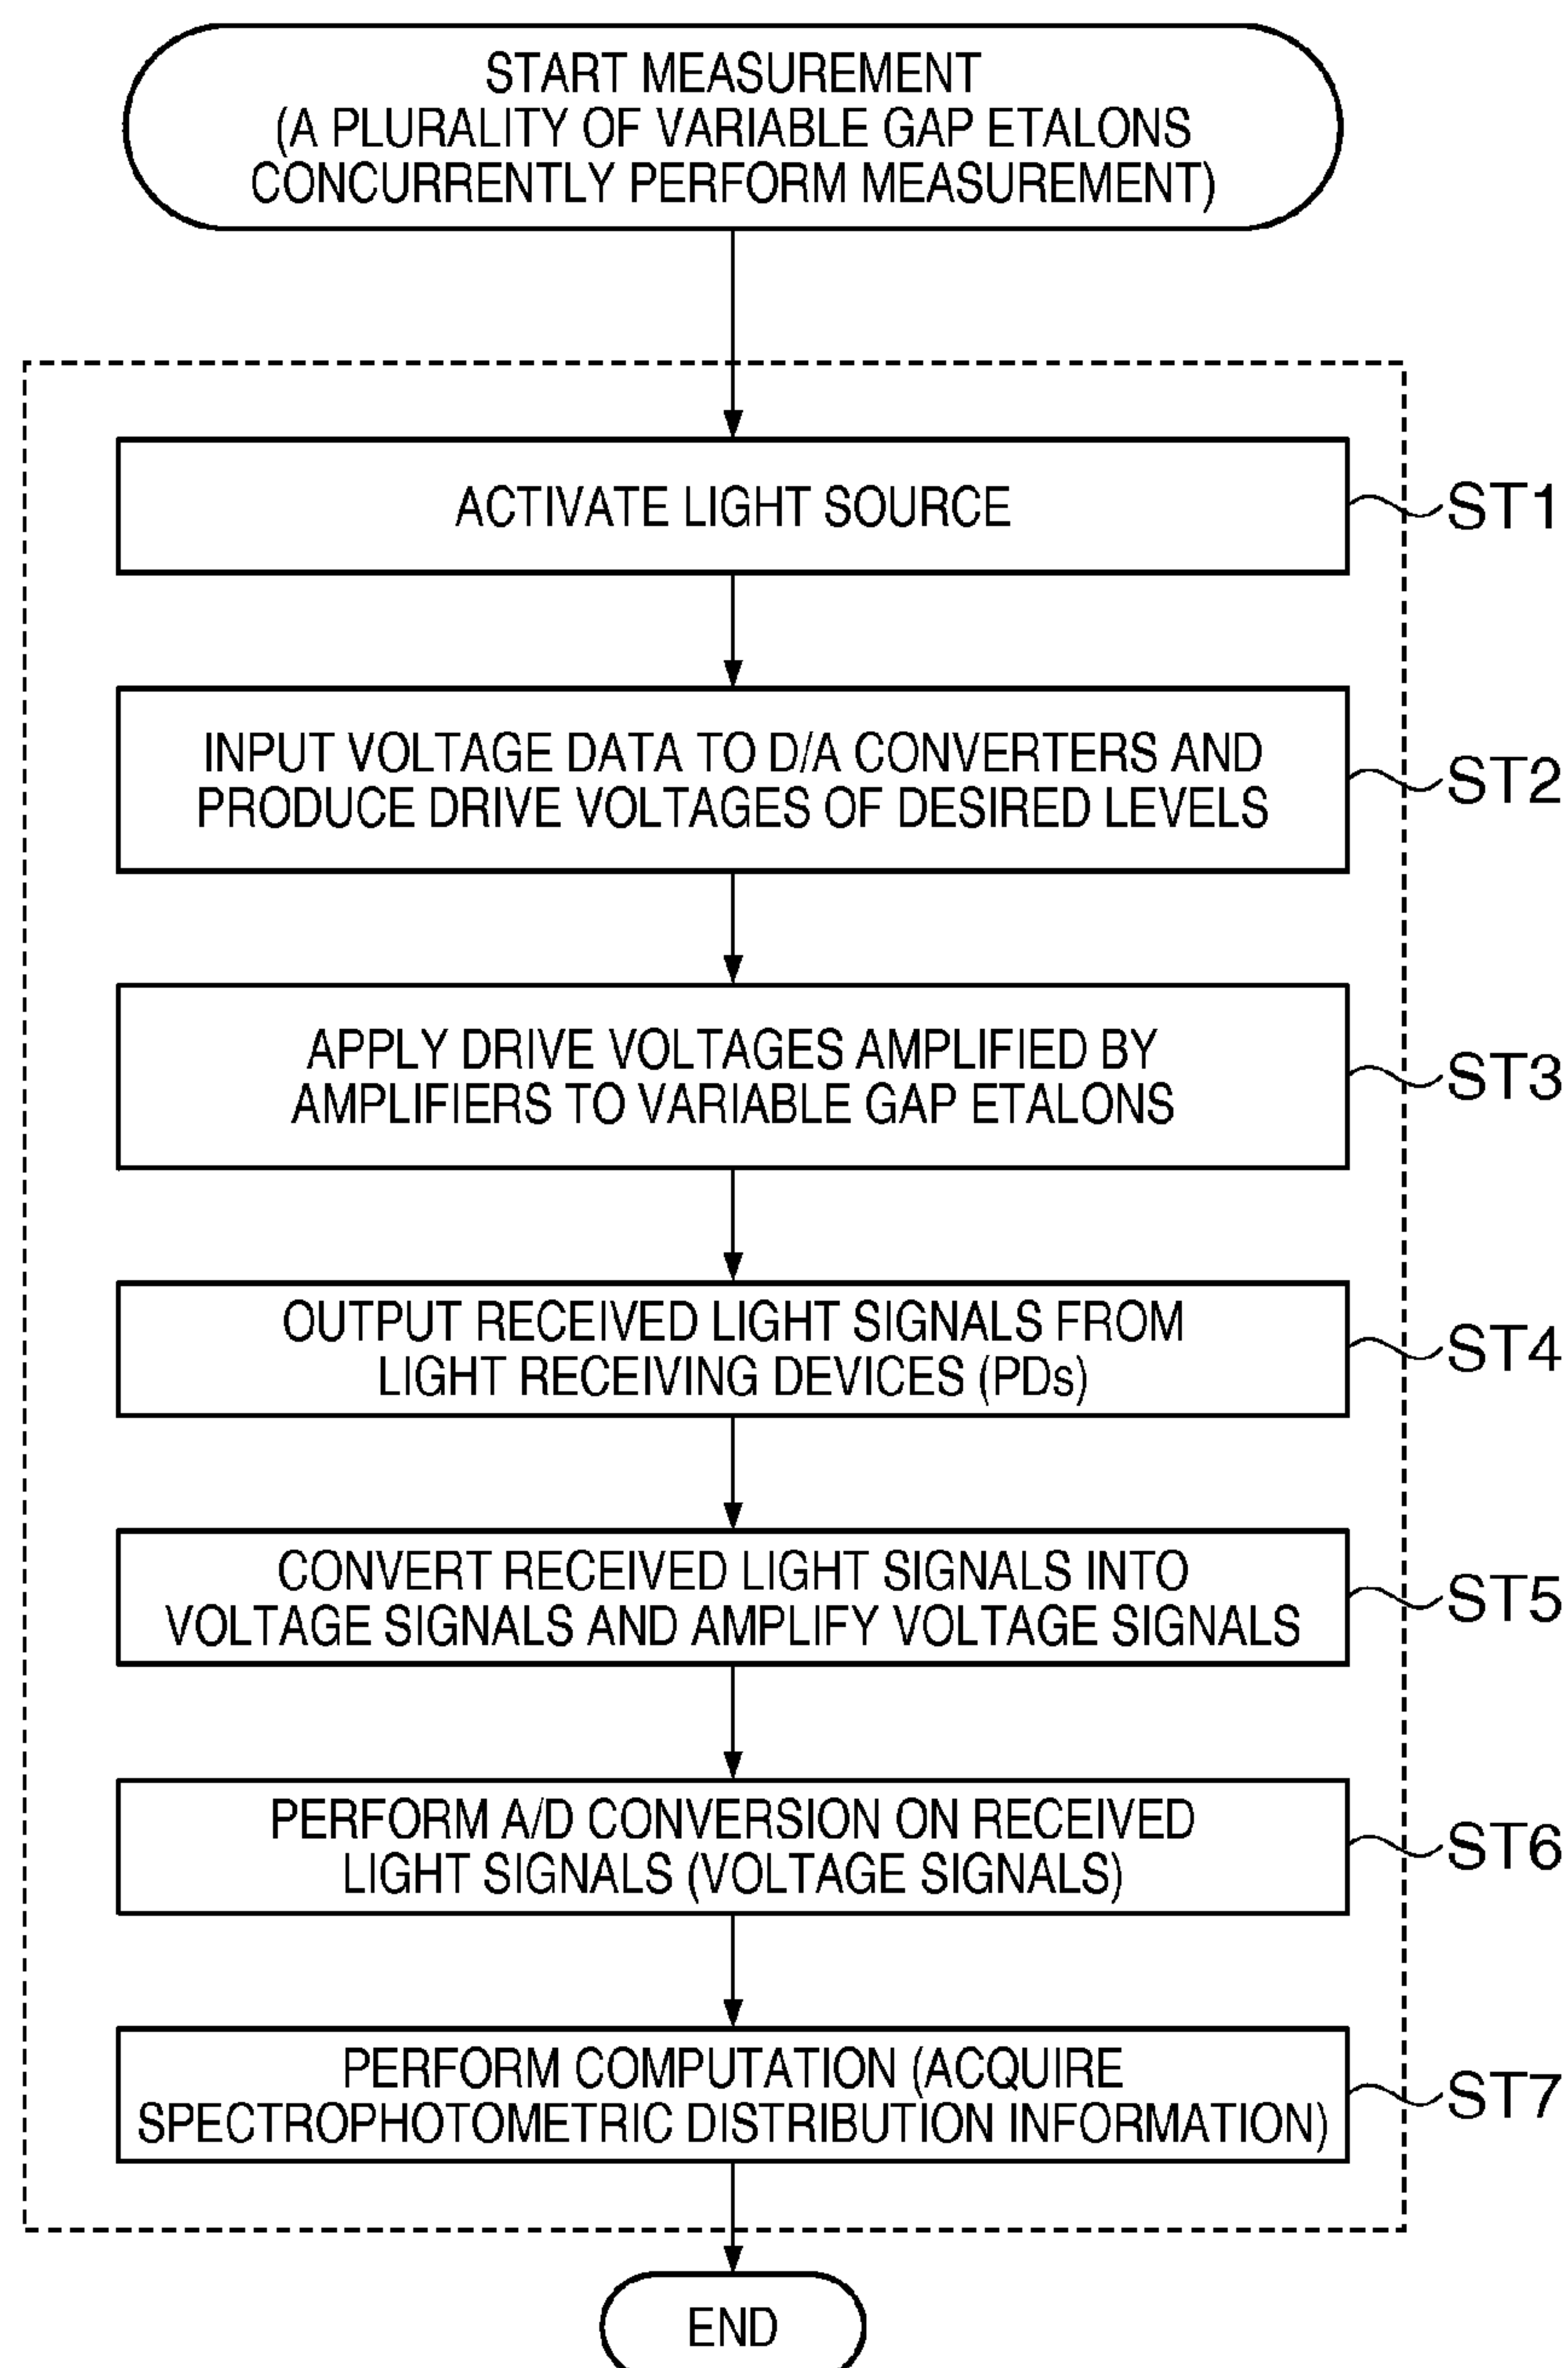 START MEASUREMENT
(A PLURALITY OF VARIABLE GAP ETALONS
CONCURRENTLY PERFORM MEASUREMENT)
ACTIVATE LIGHT SOURCE
ST1
INPUT VOLTAGE DATA TO D/A CONVERTERS AND
PRODUCE DRIVE VOLTAGES OF DESIRED LEVELS
ST2
APPLY DRIVE VOLTAGES AMPLIFIED BY
AMPLIFIERS TO VARIABLE GAP ETALONS
ST3
OUTPUT RECEIVED LIGHT SIGNALS FROM
LIGHT RECEIVING DEVICES (PDs)
ST4
CONVERT RECEIVED LIGHT SIGNALS INTO
VOLTAGE SIGNALS AND AMPLIFY VOLTAGE SIGNALS
ST5
PERFORM A/D CONVERSION ON RECEIVED
LIGHT SIGNALS (VOLTAGE SIGNALS)
ST6
PERFORM COMPUTATION (ACQUIRE
SPECTROPHOTOMETRIC DISTRIBUTION INFORMATION)
ST7
END